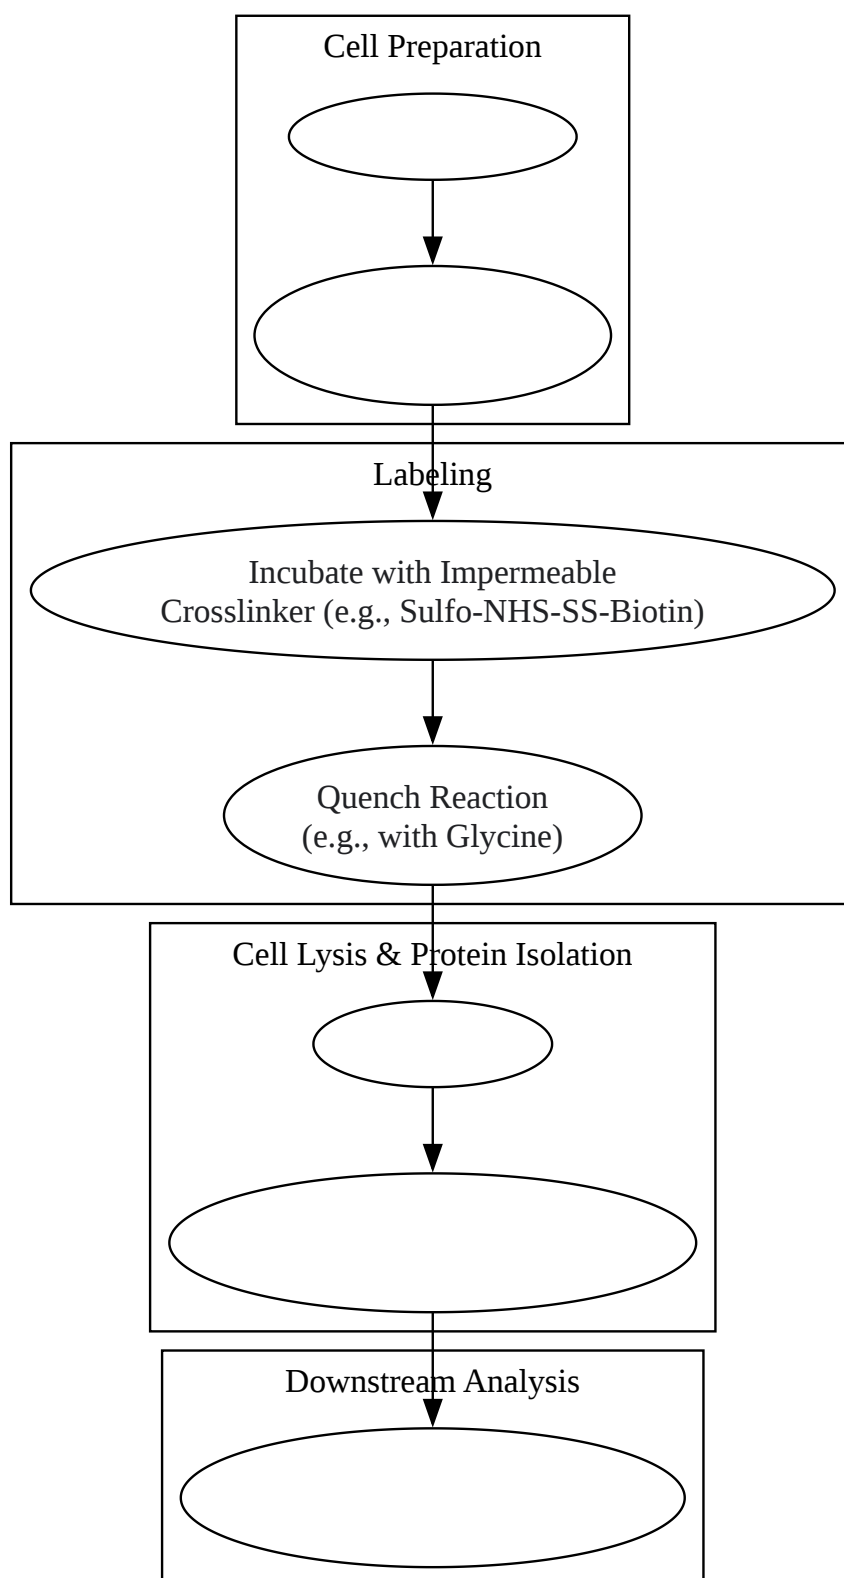 Cell Preparation
Labeling
Incubate with Impermeable
Crosslinker (e.g., Sulfo-NHS-SS-Biotin)
Quench Reaction
(e.g., with Glycine)
Cell Lysis & Protein Isolation
Downstream Analysis